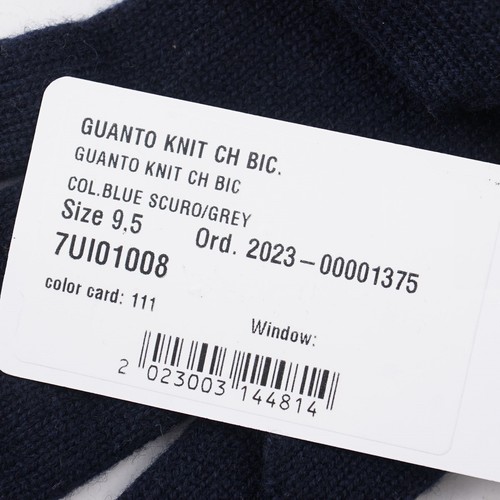 GUANTO KNIT CH BIC.
GUANTO KNIT CH BIC
COL.BLUE SCURO/GREY
Size 9,5 Ord. 2023-00001375
7UI01008
color card: 111
Window:
2 023003 144814